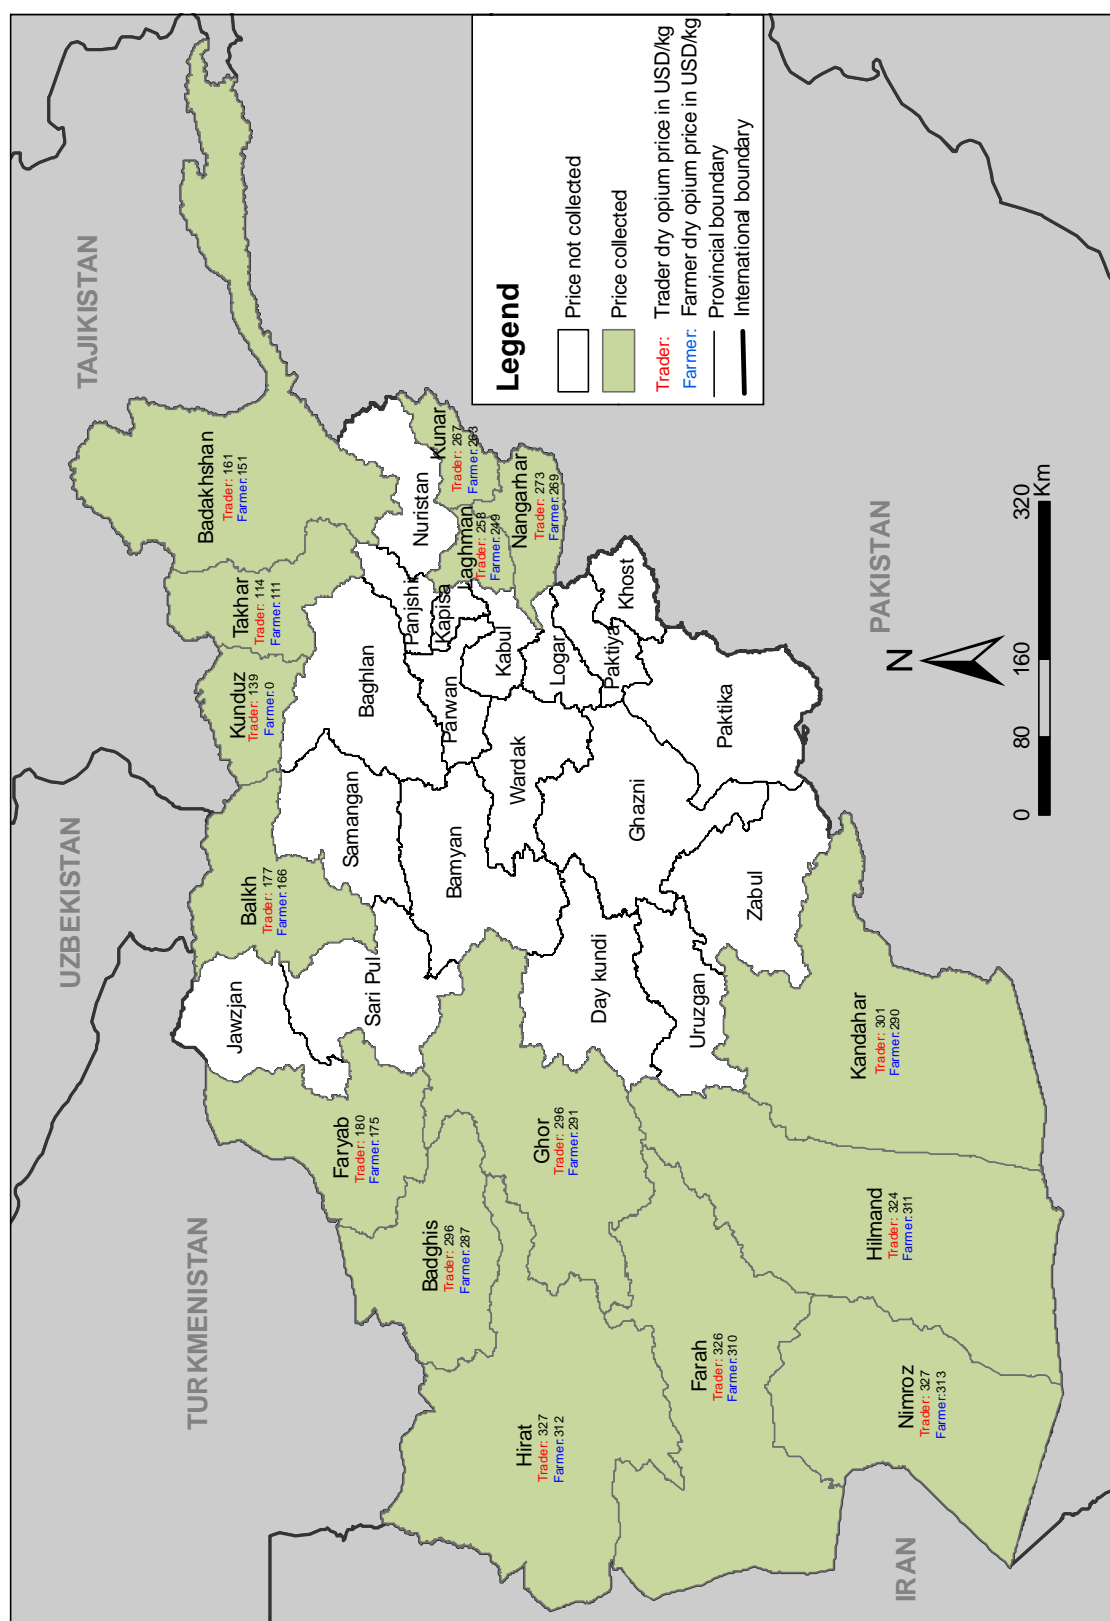 TURKMENISTAN
UZBEKISTAN
TAJIKISTAN
IRAN
PAKISTAN
Jawzjan
Balkh
Trader: 177
Farmer:166
Kunduz
Trader: 139
Farmer:0
Takhar
Trader: 114
Farmer:111
Badakhshan
Trader: 161
Farmer:151
Faryab
Trader: 180
Farmer:175
Sari Pul
Samangan
Baghlan
Panjshir
Nuristan
Kunar
Trader: 267
Farmer:263
Badghis
Trader: 296
Farmer:287
Bamyan
Parwan
Kapisa
Laghman
Trader: 258
Farmer:249
Hirat
Trader: 327
Farmer:312
Ghor
Trader: 296
Farmer:291
Wardak
Kabul
Nangarhar
Trader: 273
Farmer:269
Day kundi
Logar
Ghazni
Paktiya
Khost
Farah
Trader: 326
Farmer:310
Uruzgan
Zabul
Paktika
Nimroz
Trader: 327
Farmer:313
Hilmand
Trader: 324
Farmer:311
Kandahar
Trader: 301
Farmer:290
Legend
Price not collected
Price collected
Trader: Trader dry opium price in USD/kg
Farmer: Farmer dry opium price in USD/kg
Provincial boundary
International boundary
N
0 80 160 320
Km